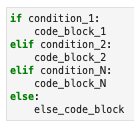 if condition_1:
    code_block_1
elif condition_2:
    code_block_2
elif condition_N:
    code_block_N
else:
    else_code_block